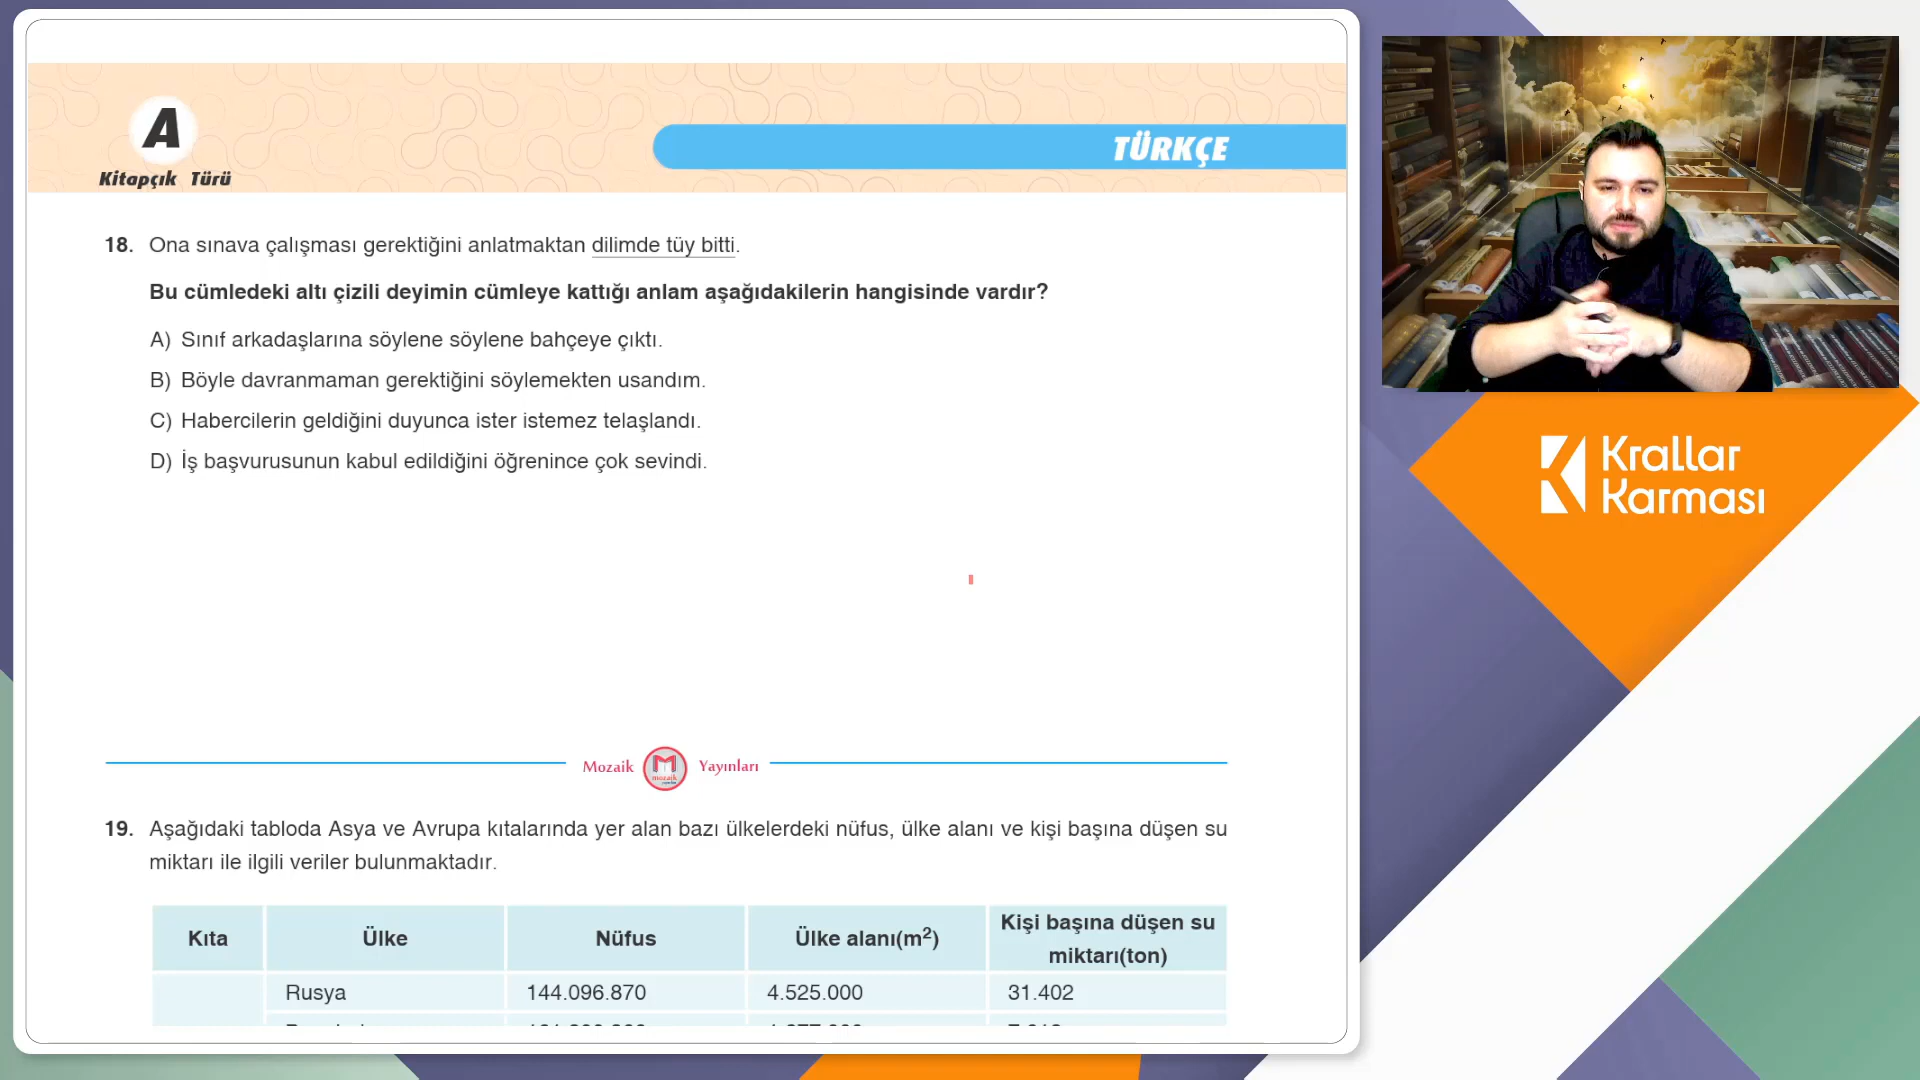 A
Kitapçık Türü
TÜRKÇE
18. Ona sınava çalışması gerektiğini anlatmaktan dilimde tüy bitti.
Bu cümledeki altı çizili deyimin cümleye kattığı anlam aşağıdakilerin hangisinde vardır?
A) Sınıf arkadaşlarına söylene söylene bahçeye çıktı.
B) Böyle davranmaman gerektiğini söylemekten usandım.
C) Habercilerin geldiğini duyunca ister istemez telaşlandı.
D) İş başvurusunun kabul edildiğini öğrenince çok sevindi.
Mozaik M mozaik Yayınları
19. Aşağıdaki tabloda Asya ve Avrupa kıtalarında yer alan bazı ülkelerdeki nüfus, ülke alanı ve kişi başına düşen su
miktarı ile ilgili veriler bulunmaktadır.
Kıta Ülke Nüfus Ülke alanı(m²) Kişi başına düşen su
miktarı(ton)
Rusya 144.096.870 4.525.000 31.402
Krallar
Karması